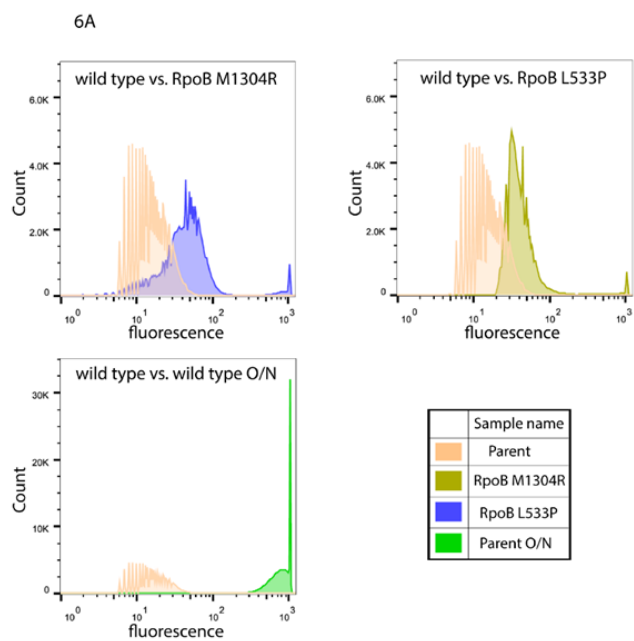 6A
wild type vs. RpoB M1304R
6.0K
4.0K
2.0K
0
Count
10^0 10^1 10^2 10^3
fluorescence
wild type vs. RpoB L533P
6.0K
4.0K
2.0K
0
Count
10^0 10^1 10^2 10^3
fluorescence
wild type vs. wild type O/N
30K
20K
10K
0
Count
10^0 10^1 10^2 10^3
fluorescence
Sample name
Parent
RpoB M1304R
RpoB L533P
Parent O/N